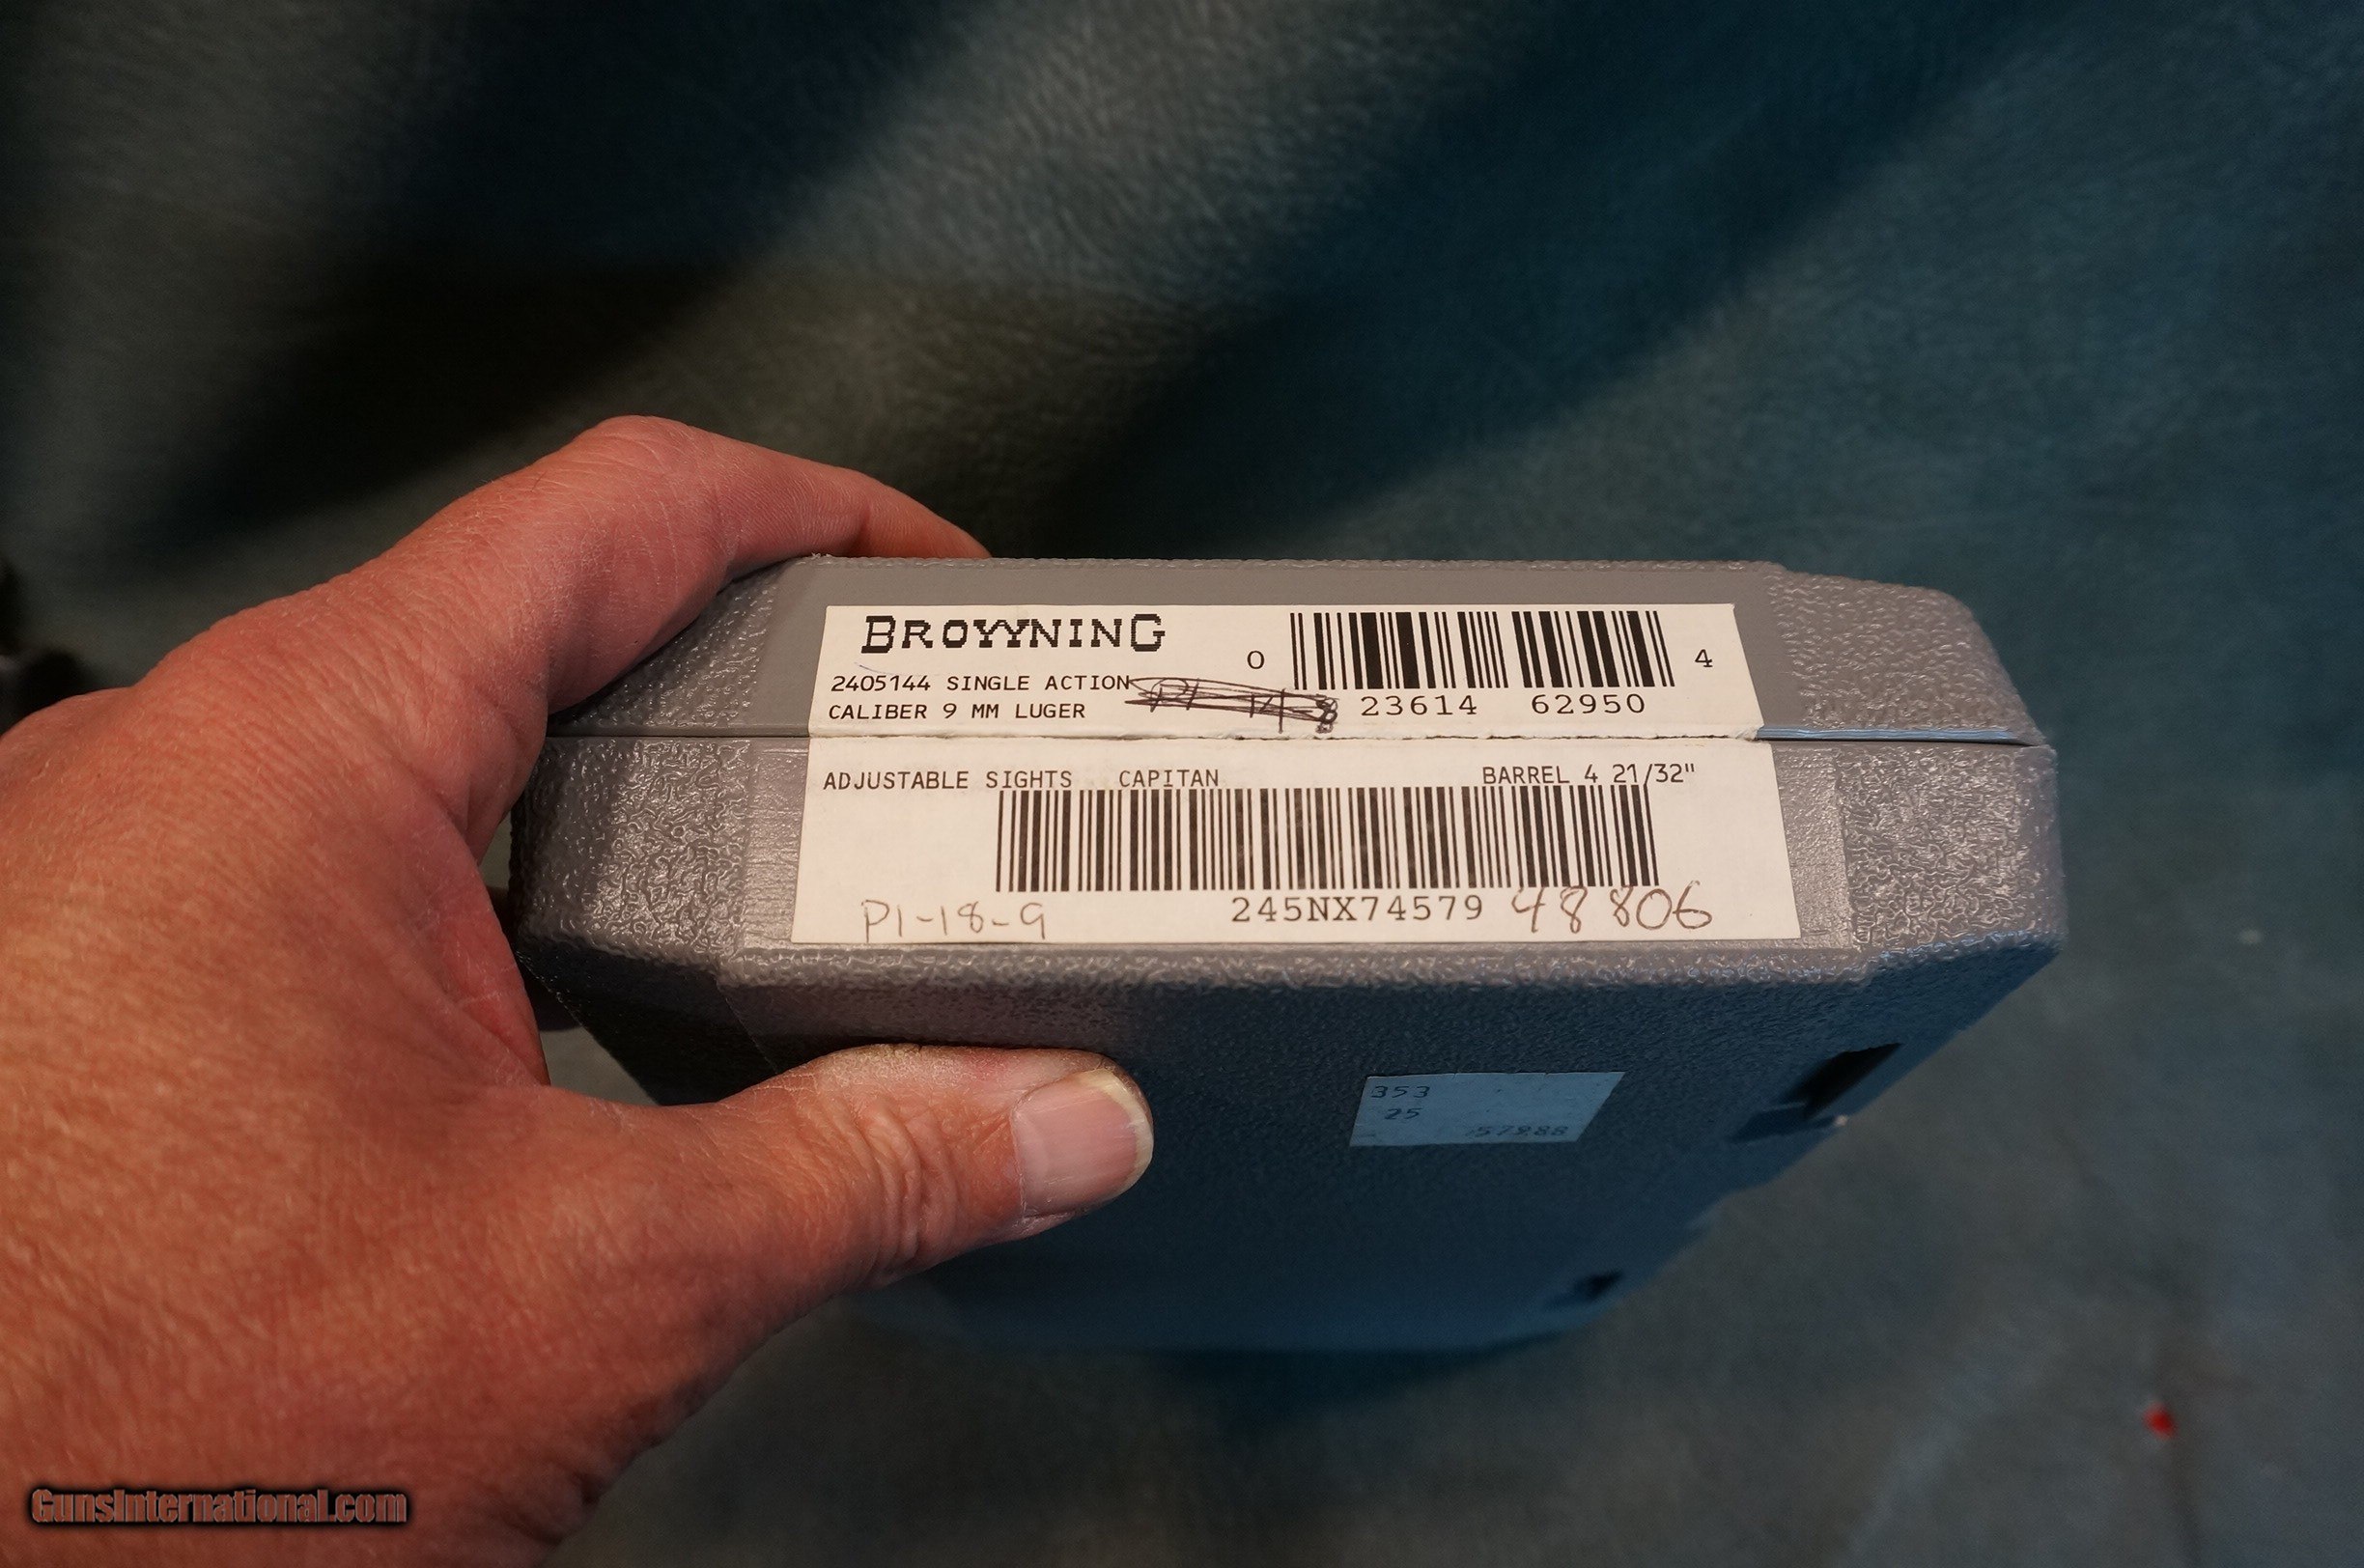 BROWNING
0 23614 62950 4
2405144 SINGLE ACTION
CALIBER 9 MM LUGER
ADJUSTABLE SIGHTS CAPITAN BARREL 4 21/32"
P1-18-9 245NX74579 48806
353
25
57988
GunsInternational.com